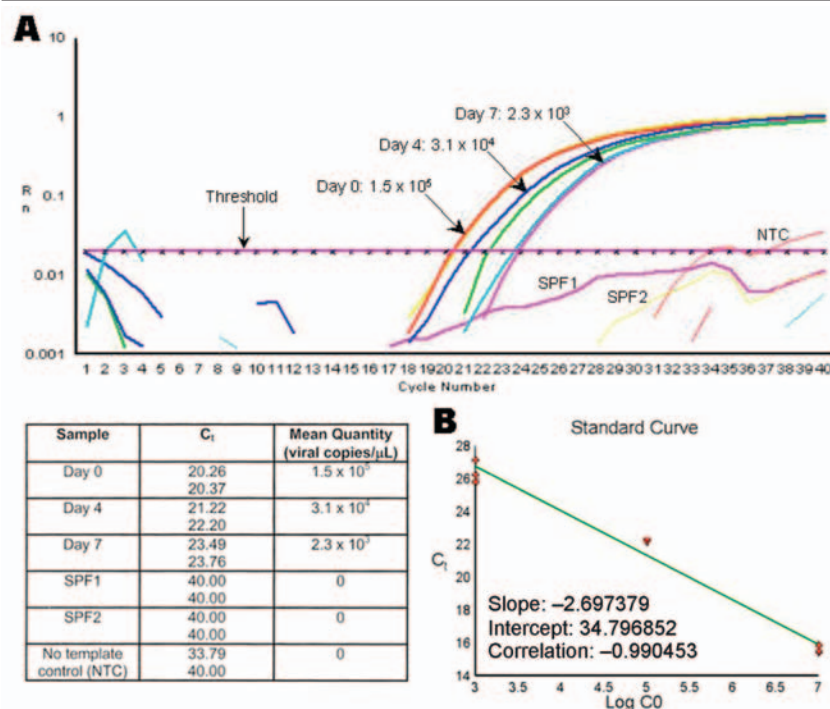 A
10
1
0.1
0.01
0.001
R
n
Threshold
Day 7: 2.3 x 10³
Day 4: 3.1 x 10⁴
Day 0: 1.5 x 10⁵
NTC
SPF1
SPF2
1 2 3 4 5 6 7 8 9 10 11 12 13 14 15 16 17 18 19 20 21 22 23 24 25 26 27 28 29 30 31 32 33 34 35 36 37 38 39 40
Cycle Number
Sample Cₜ Mean Quantity
(viral copies/µL)
Day 0 20.26 1.5 x 10⁵
20.37
Day 4 21.22 3.1 x 10⁴
22.20
Day 7 23.49 2.3 x 10³
23.76
SPF1 40.00 0
40.00
SPF2 40.00 0
40.00
No template 33.79 0
control (NTC) 40.00
B
Standard Curve
28
26
24
22
20
18
16
14
Cₜ
Slope: –2.697379
Intercept: 34.796852
Correlation: –0.990453
3 3.5 4 4.5 5 5.5 6 6.5 7
Log C0